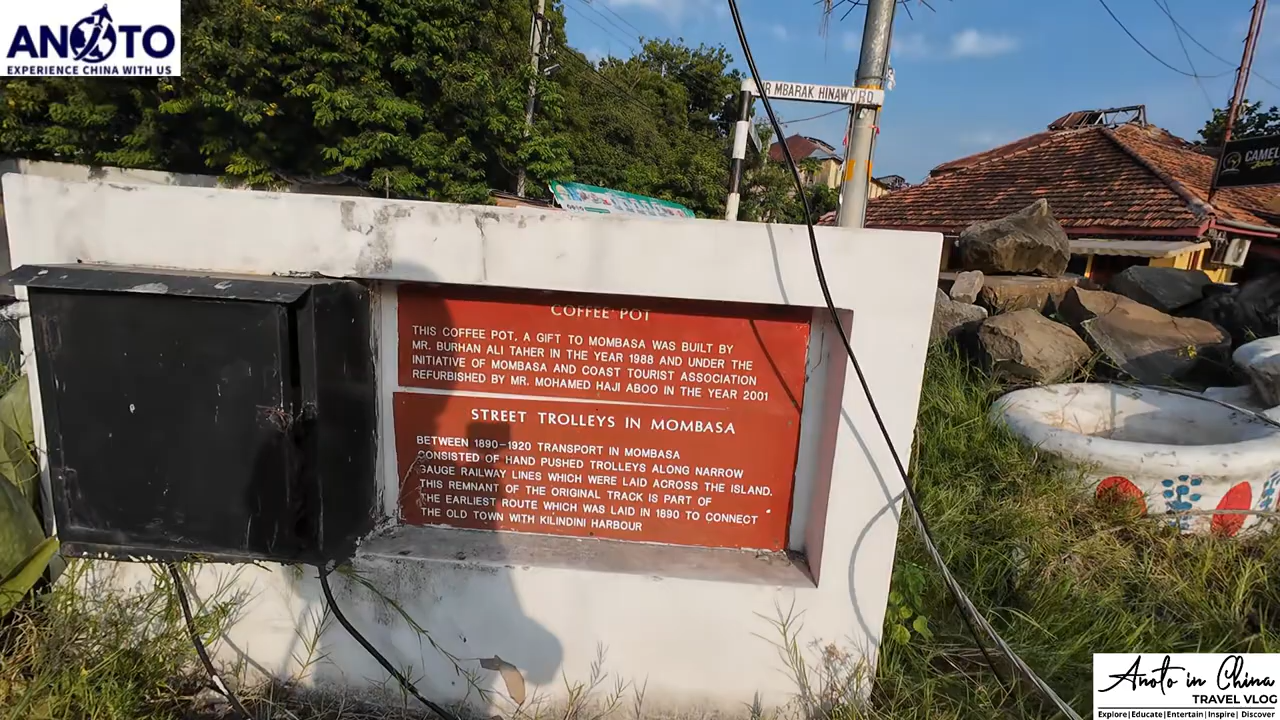 ANOTO
EXPERIENCE CHINA WITH US
R MBARAK HINAWY RD
CAMEL
COFFEE POT
THIS COFFEE POT, A GIFT TO MOMBASA WAS BUILT BY
MR. BURHAN ALI TAHER IN THE YEAR 1988 AND UNDER THE
INITIATIVE OF MOMBASA AND COAST TOURIST ASSOCIATION
REFURBISHED BY MR. MOHAMED HAJI ABOO IN THE YEAR 2001
STREET TROLLEYS IN MOMBASA
BETWEEN 1890-1920 TRANSPORT IN MOMBASA
CONSISTED OF HAND PUSHED TROLLEYS ALONG NARROW
GAUGE RAILWAY LINES WHICH WERE LAID ACROSS THE ISLAND.
THIS REMNANT OF THE ORIGINAL TRACK IS PART OF
THE EARLIEST ROUTE WHICH WAS LAID IN 1890 TO CONNECT
THE OLD TOWN WITH KILINDINI HARBOUR
Anoto in China
TRAVEL VLOG
Explore|Educate|Entertain|Inspire| Discover